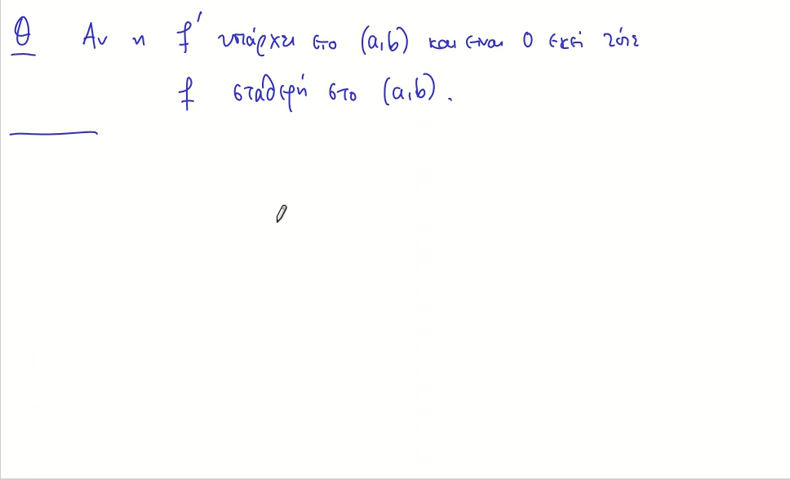 Θ Αν η f' υπάρχει στο (a,b) και είναι 0 εκεί τότε
f σταθερή στο (a,b).